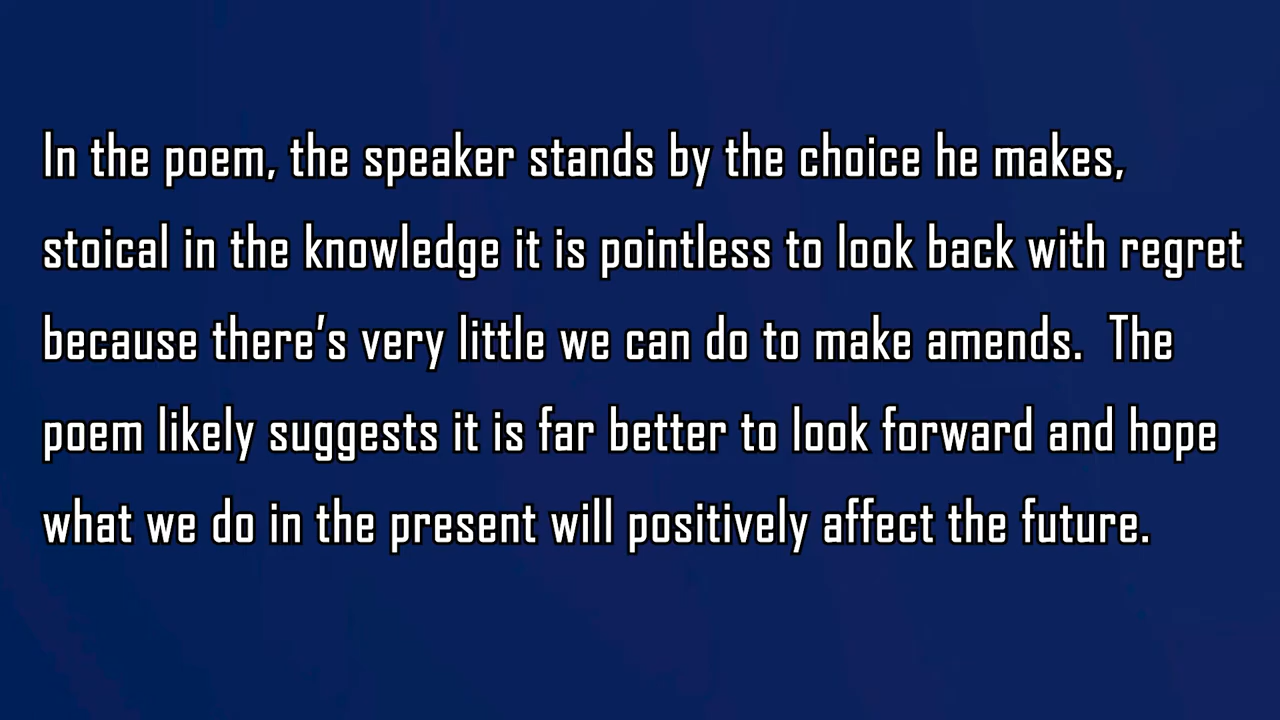 In the poem, the speaker stands by the choice he makes,
stoical in the knowledge it is pointless to look back with regret
because there’s very little we can do to make amends.  The
poem likely suggests it is far better to look forward and hope
what we do in the present will positively affect the future.